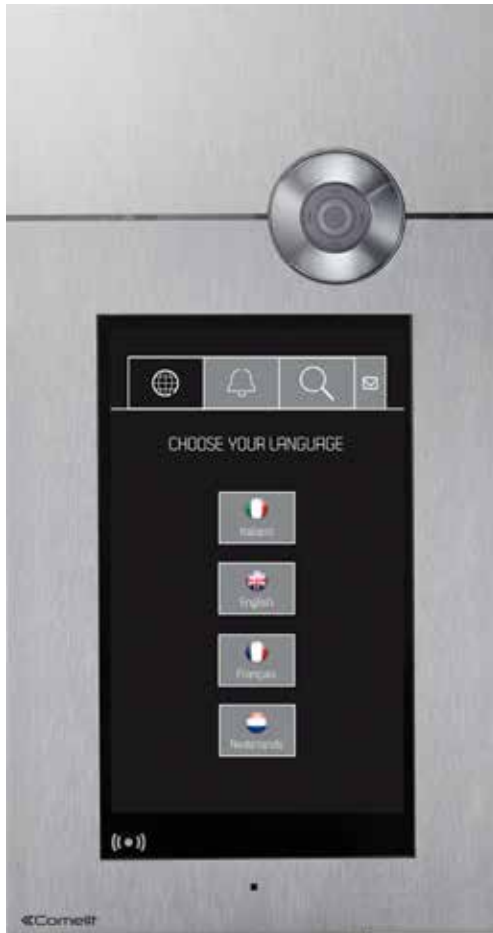 CHOOSE YOUR LANGUAGE
Italiano
English
Français
Nederlands
Comelit